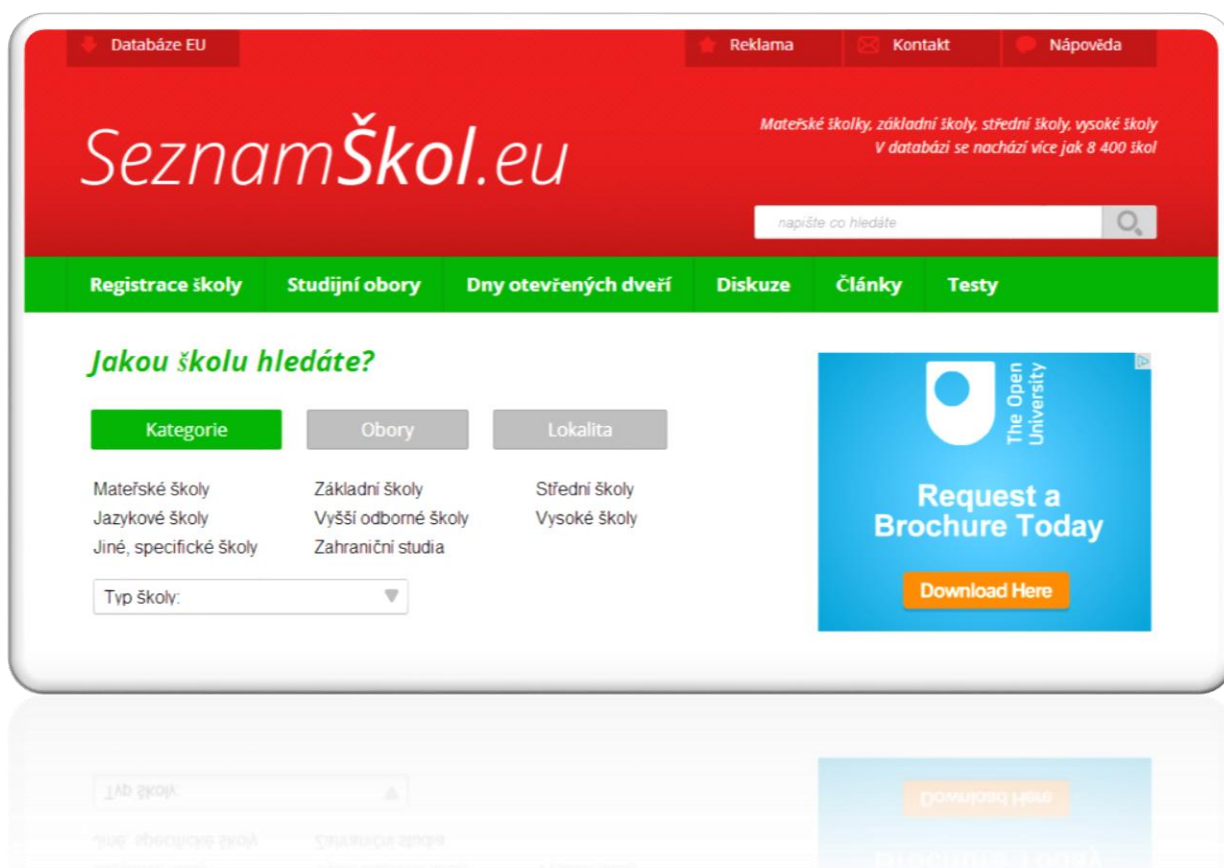 Databáze EU
Reklama
Kontakt
Nápověda
SeznamŠkol.eu
Mateřské školky, základní školy, střední školy, vysoké školy
V databázi se nachází více jak 8 400 škol
napište co hledáte
Registrace školy
Studijní obory
Dny otevřených dveří
Diskuze
Články
Testy
Jakou školu hledáte?
Kategorie
Obory
Lokalita
Mateřské školy
Základní školy
Střední školy
Jazykové školy
Vyšší odborné školy
Vysoké školy
Jiné, specifické školy
Zahraniční studia
Typ školy:
The Open
University
Request a
Brochure Today
Download Here